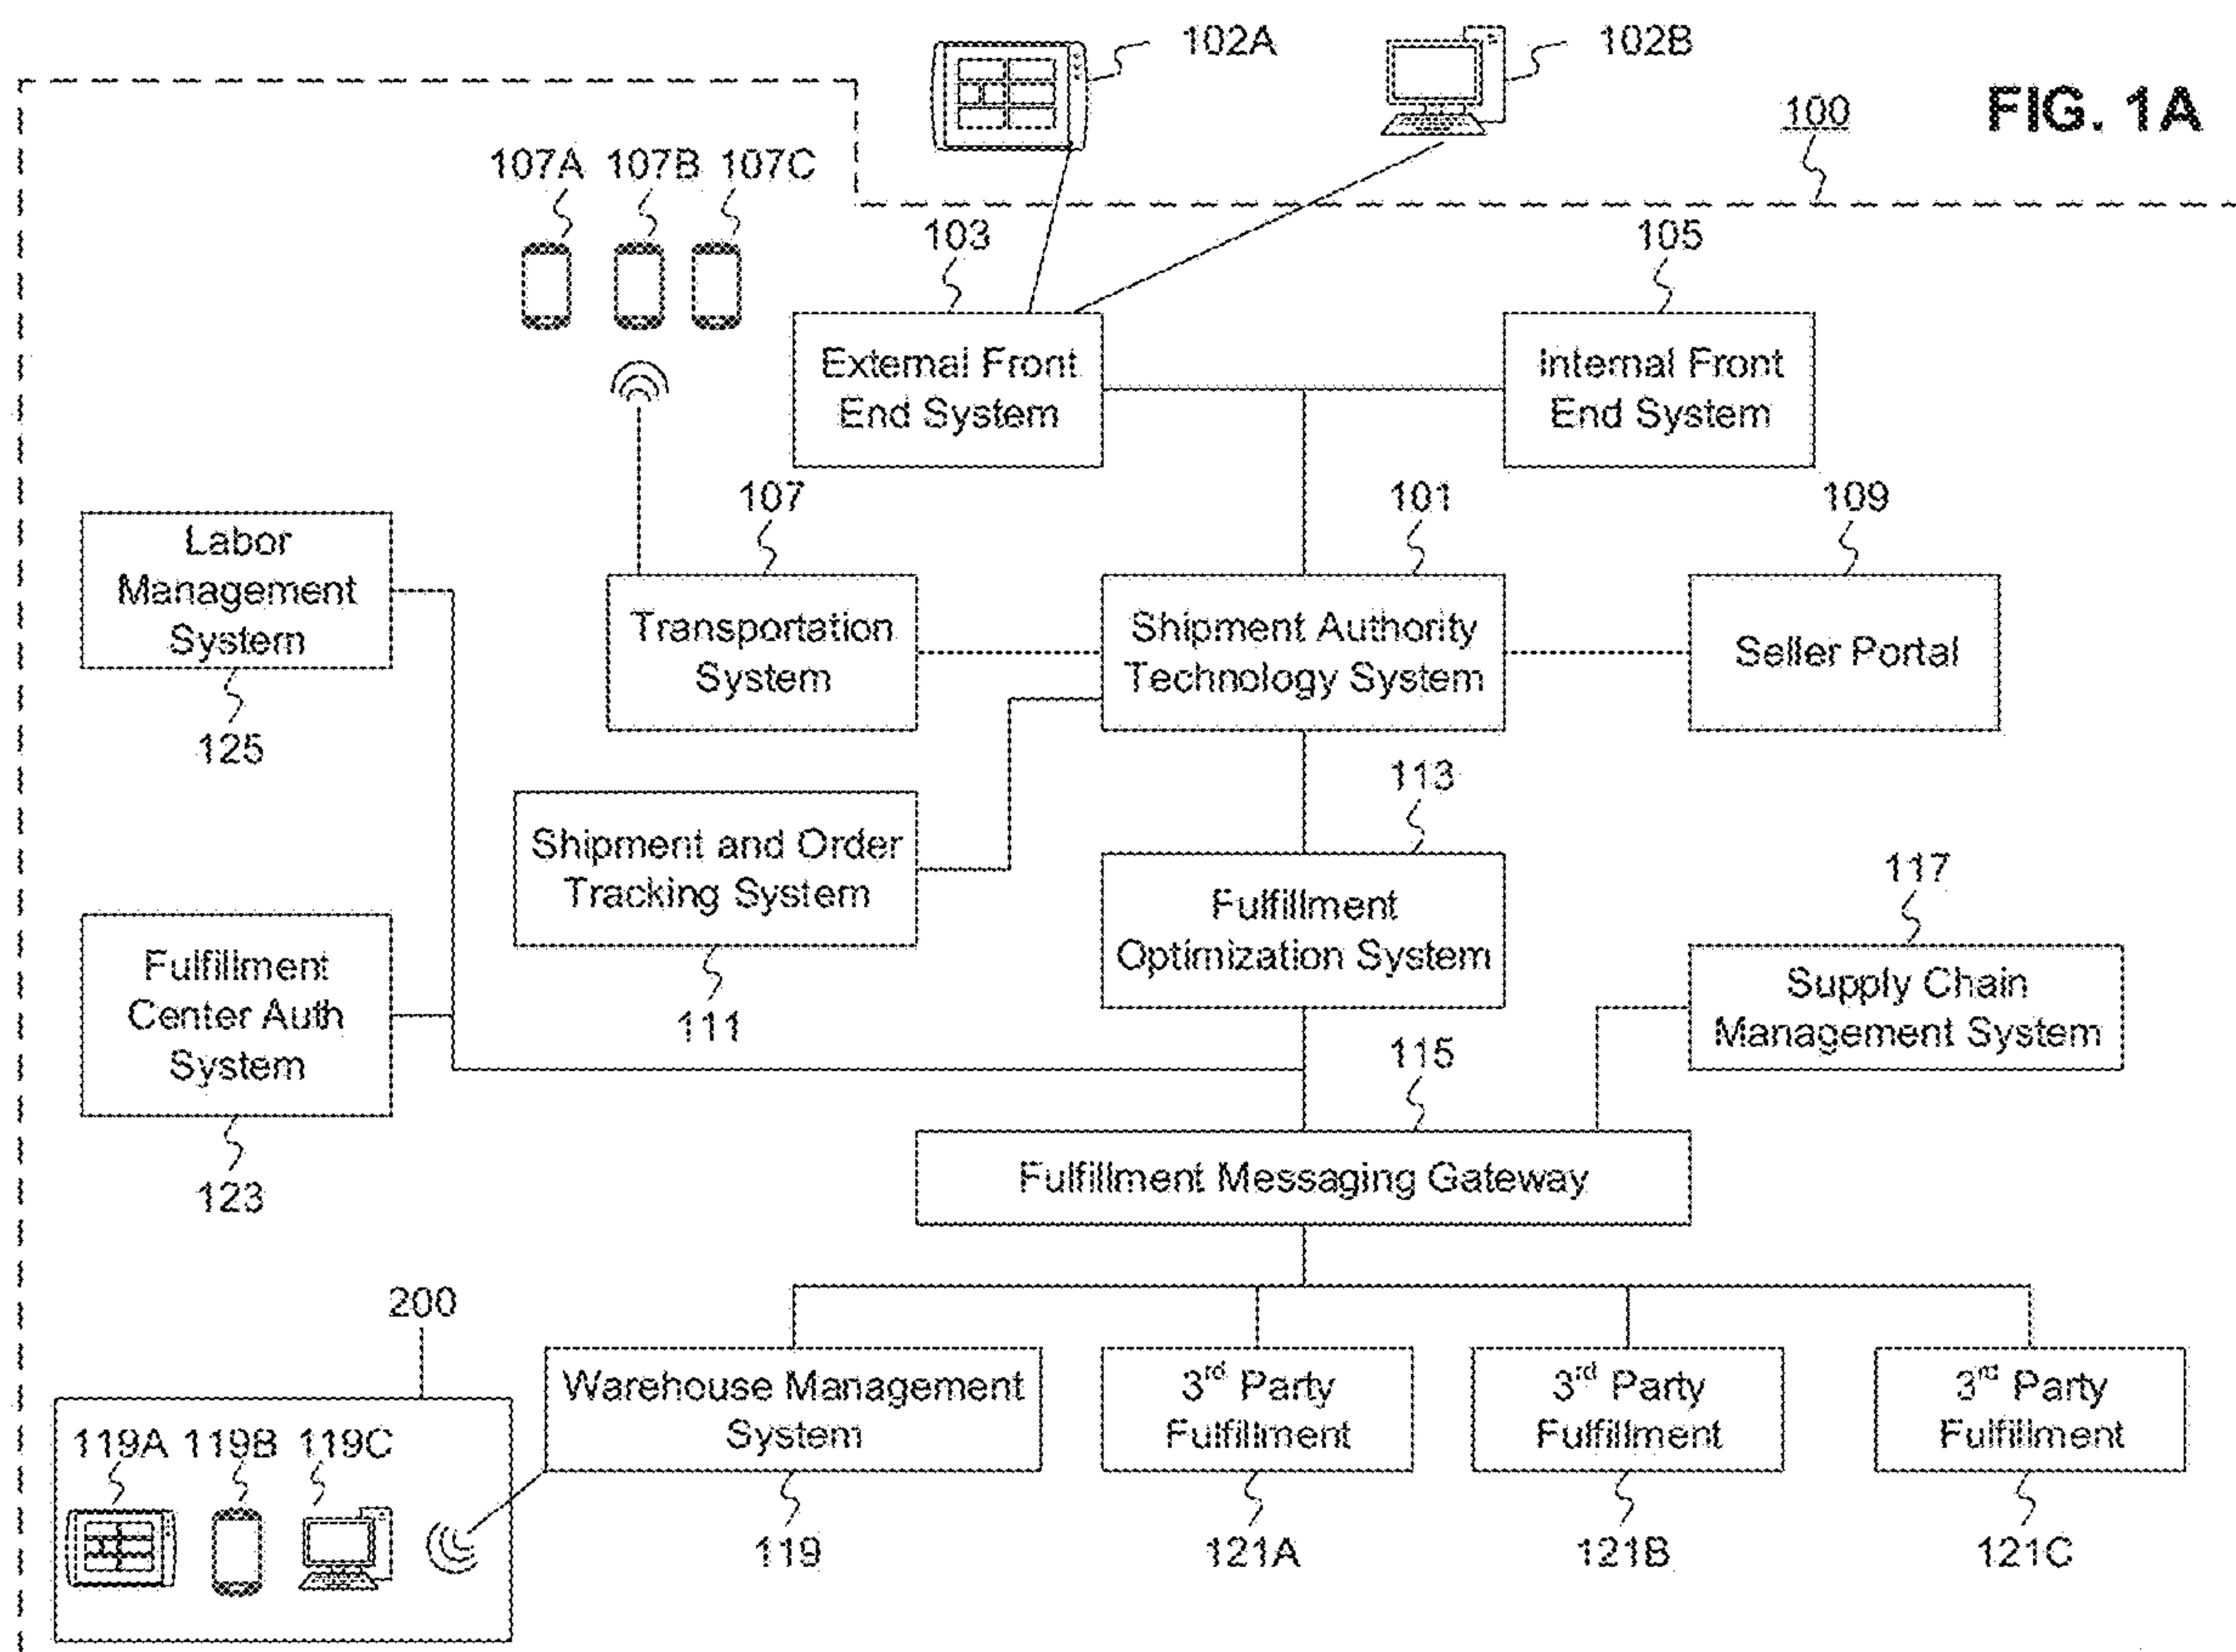 102A
102B
FIG. 1A
100
107A 107B 107C
103
105
External Front
End System
Internal Front
End System
107
101
109
Labor
Management
System
Transportation
System
Shipment Authority
Technology System
Seller Portal
125
113
Shipment and Order
Tracking System
117
Fulfillment
Optimization System
Fulfillment
Center Auth
System
Supply Chain
Management System
111
115
Fulfillment Messaging Gateway
123
200
Warehouse Management
System
3rd Party
Fulfillment
3rd Party
Fulfillment
3rd Party
Fulfillment
119A 119B 119C
119
121A
121B
121C